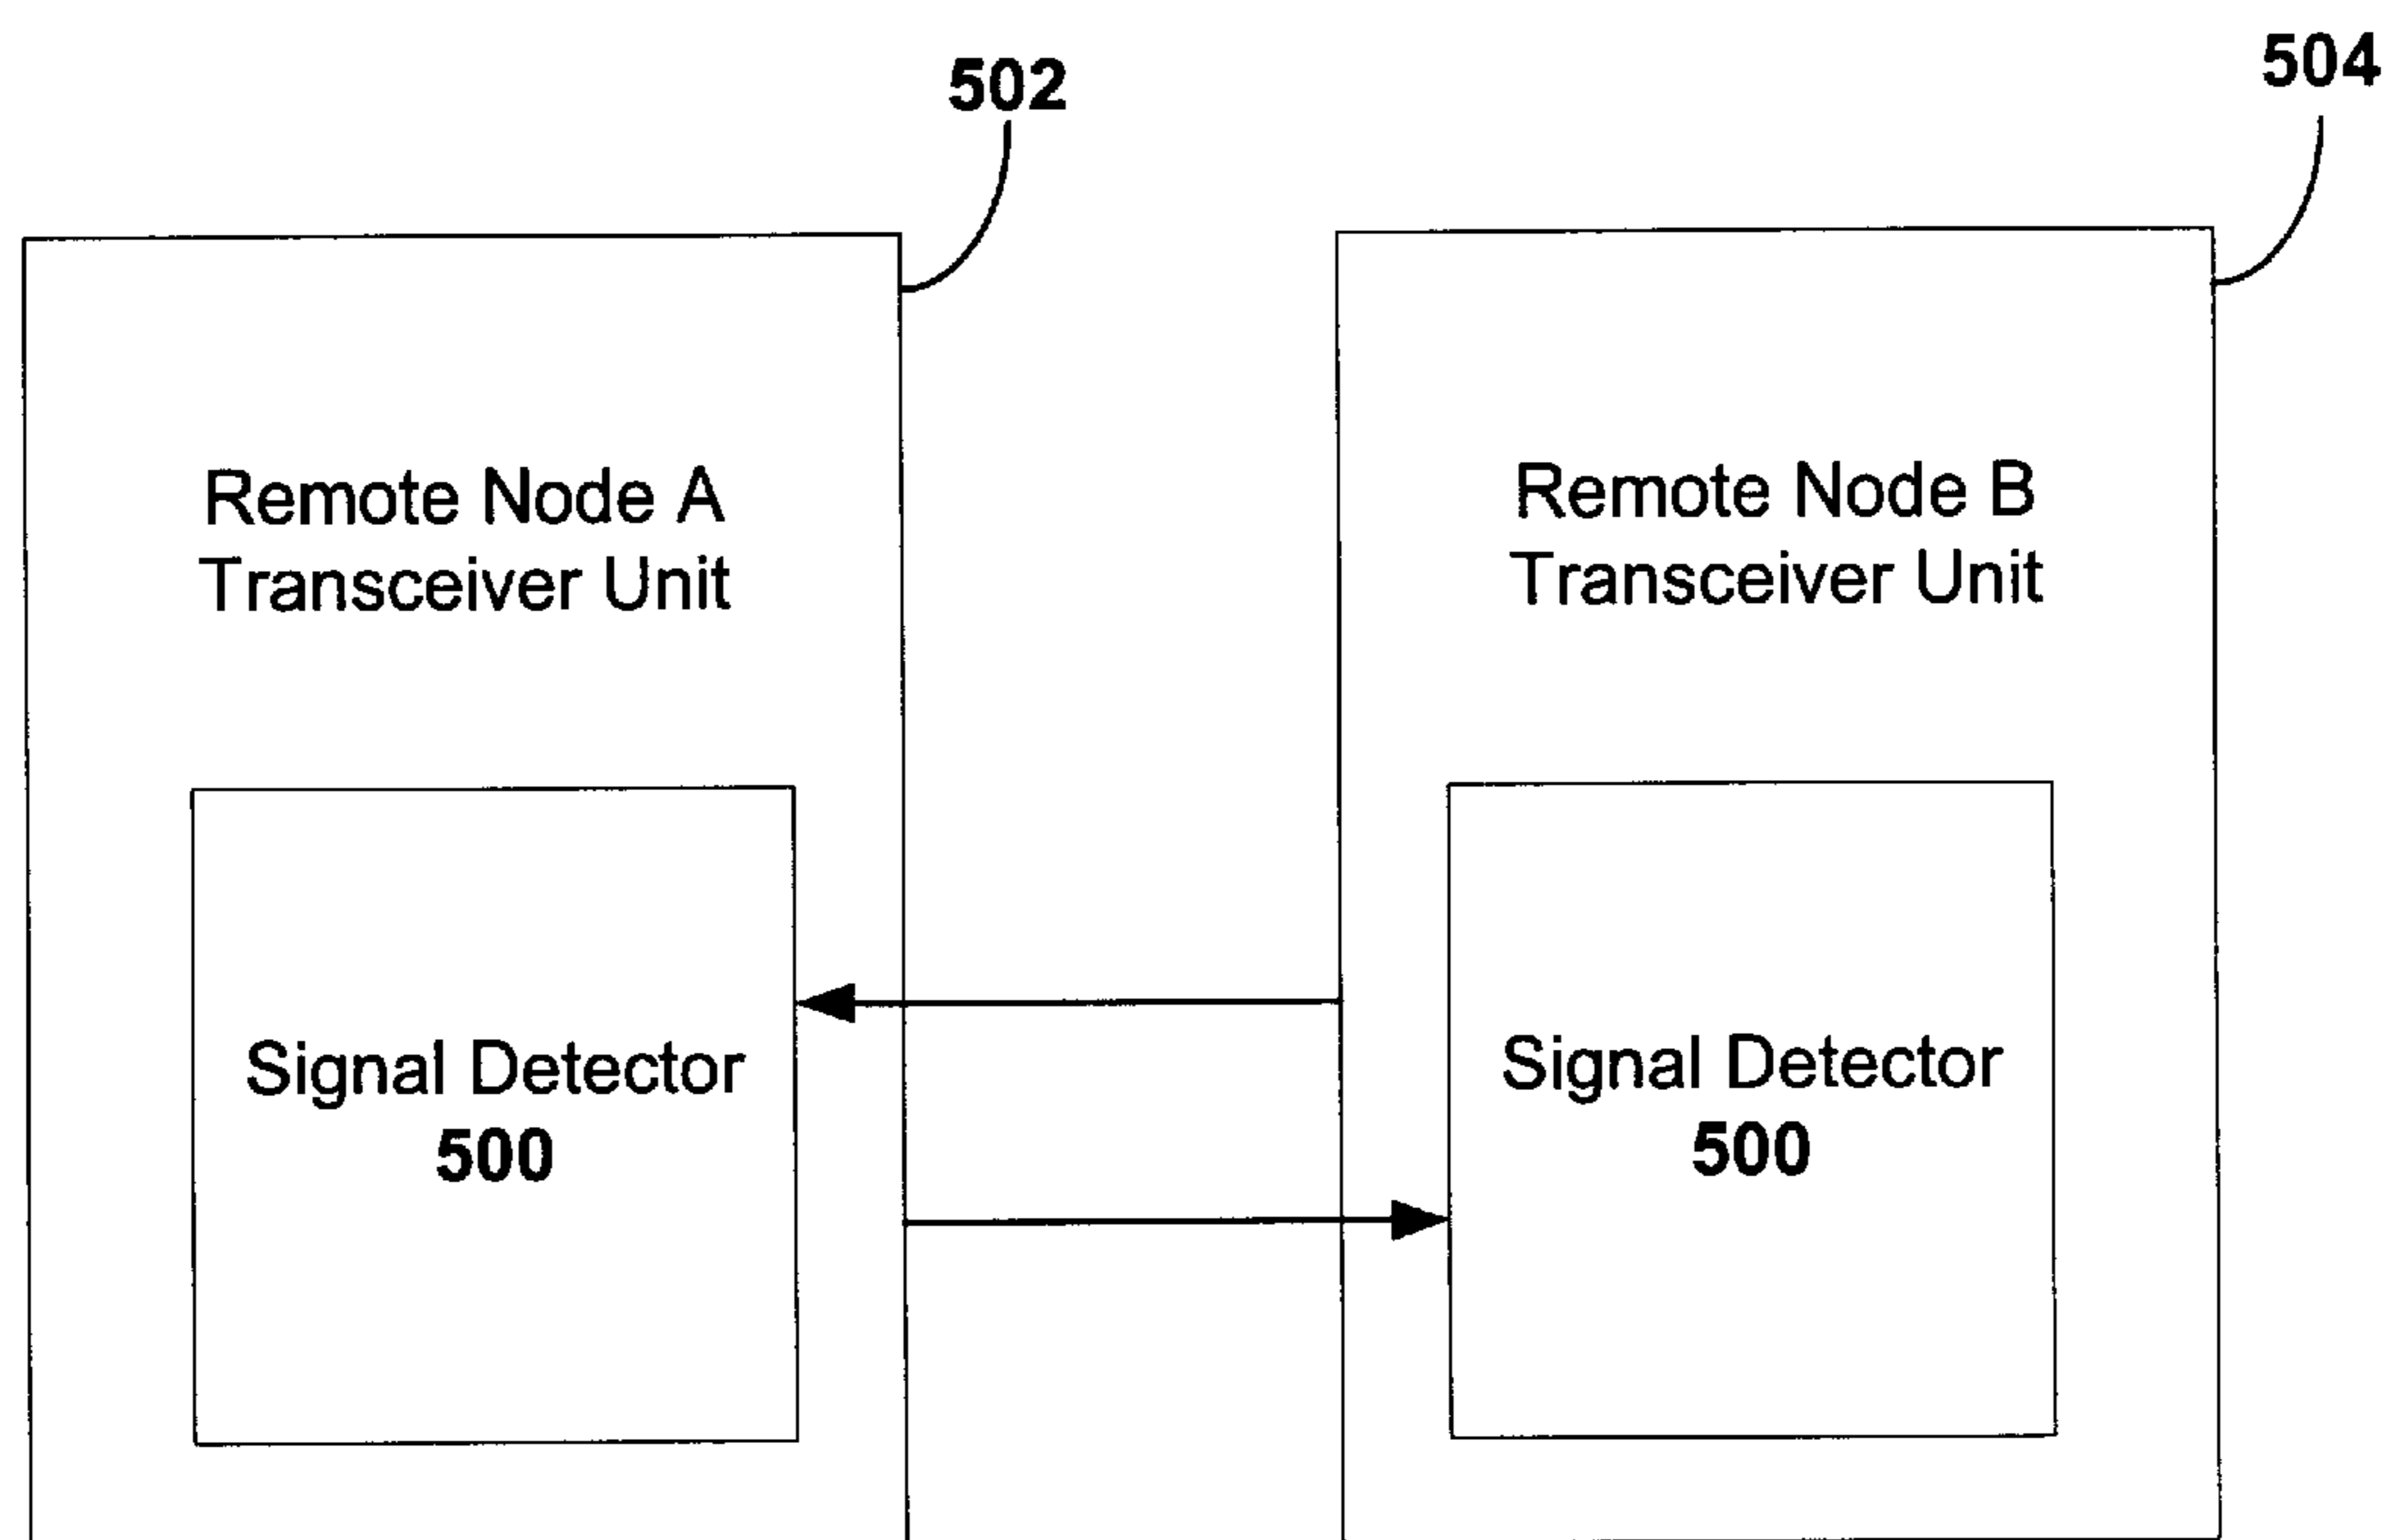 502
504
Remote Node A
Transceiver Unit
Remote Node B
Transceiver Unit
Signal Detector
500
Signal Detector
500